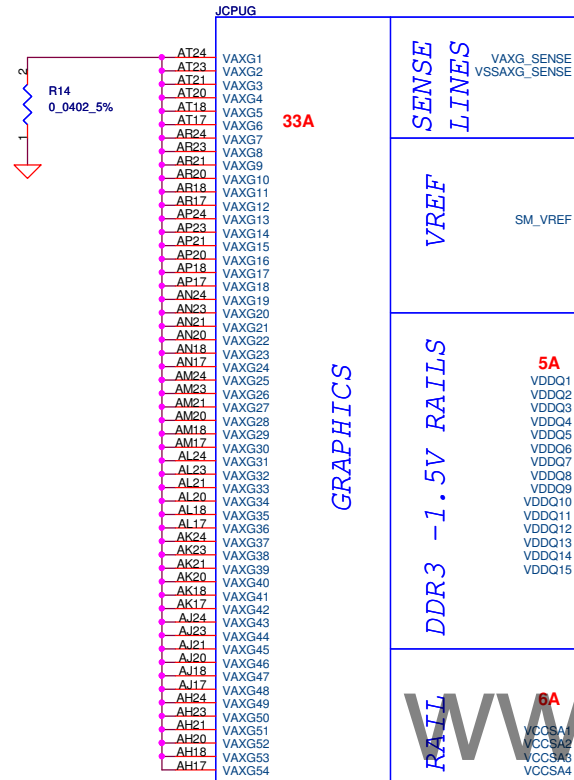 JCPUG
AT24 VAXG1
AT23 VAXG2
AT21 VAXG3
AT20 VAXG4
AT18 VAXG5
AT17 VAXG6
AR24 VAXG7
AR23 VAXG8
AR21 VAXG9
AR20 VAXG10
AR18 VAXG11
AR17 VAXG12
AP24 VAXG13
AP23 VAXG14
AP21 VAXG15
AP20 VAXG16
AP18 VAXG17
AP17 VAXG18
AN24 VAXG19
AN23 VAXG20
AN21 VAXG21
AN20 VAXG22
AN18 VAXG23
AN17 VAXG24
AM24 VAXG25
AM23 VAXG26
AM21 VAXG27
AM20 VAXG28
AM18 VAXG29
AM17 VAXG30
AL24 VAXG31
AL23 VAXG32
AL21 VAXG33
AL20 VAXG34
AL18 VAXG35
AL17 VAXG36
AK24 VAXG37
AK23 VAXG38
AK21 VAXG39
AK20 VAXG40
AK18 VAXG41
AK17 VAXG42
AJ24 VAXG43
AJ23 VAXG44
AJ21 VAXG45
AJ20 VAXG46
AJ18 VAXG47
AJ17 VAXG48
AH24 VAXG49
AH23 VAXG50
AH21 VAXG51
AH20 VAXG52
AH18 VAXG53
AH17 VAXG54
2
R14
0_0402_5%
1
33A
GRAPHICS
SENSE
LINES
VAXG_SENSE
VSSAXG_SENSE
VREF
SM_VREF
DDR3 -1.5V RAILS
5A
VDDQ1
VDDQ2
VDDQ3
VDDQ4
VDDQ5
VDDQ6
VDDQ7
VDDQ8
VDDQ9
VDDQ10
VDDQ11
VDDQ12
VDDQ13
VDDQ14
VDDQ15
RAIL
6A
VCCSA1
VCCSA2
VCCSA3
VCCSA4